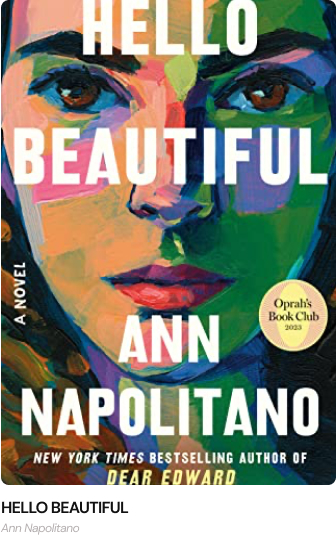 HELLO
BEAUTIFUL
A NOVEL
Oprah's
Book Club
2023
ANN
NAPOLITANO
NEW YORK TIMES BESTSELLING AUTHOR OF
DEAR EDWARD
HELLO BEAUTIFUL
Ann Napolitano